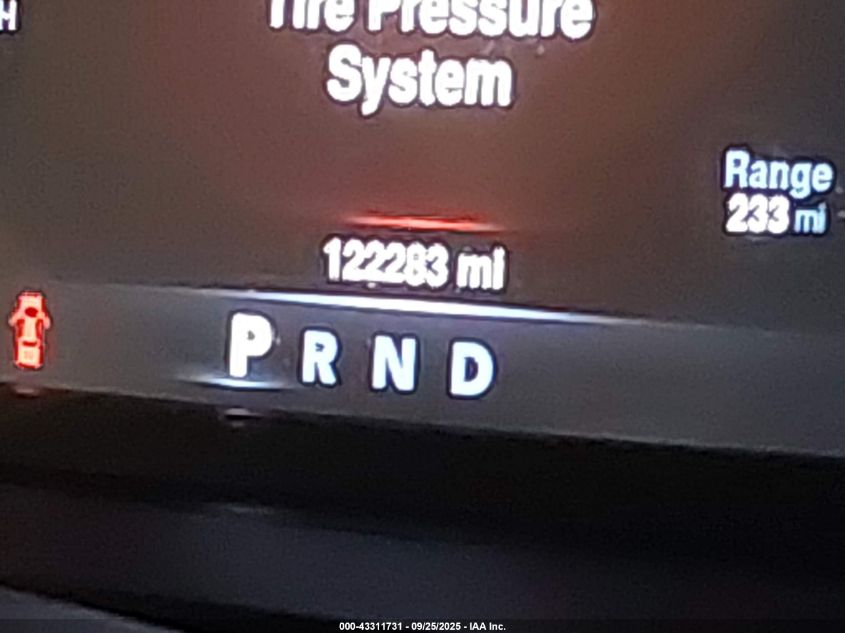 H
Tire Pressure
System
Range
233 mi
122283 mi
P R N D
000-43311731 - 09/25/2025 - IAA Inc.